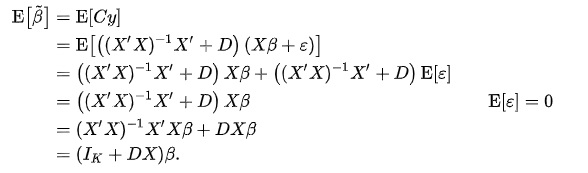 E[β̃] = E[Cy]
= E[((X′X)⁻¹X′ + D) (Xβ + ε)]
= ((X′X)⁻¹X′ + D) Xβ + ((X′X)⁻¹X′ + D) E[ε]
= ((X′X)⁻¹X′ + D) Xβ E[ε] = 0
= (X′X)⁻¹X′Xβ + DXβ
= (I_K + DX)β.